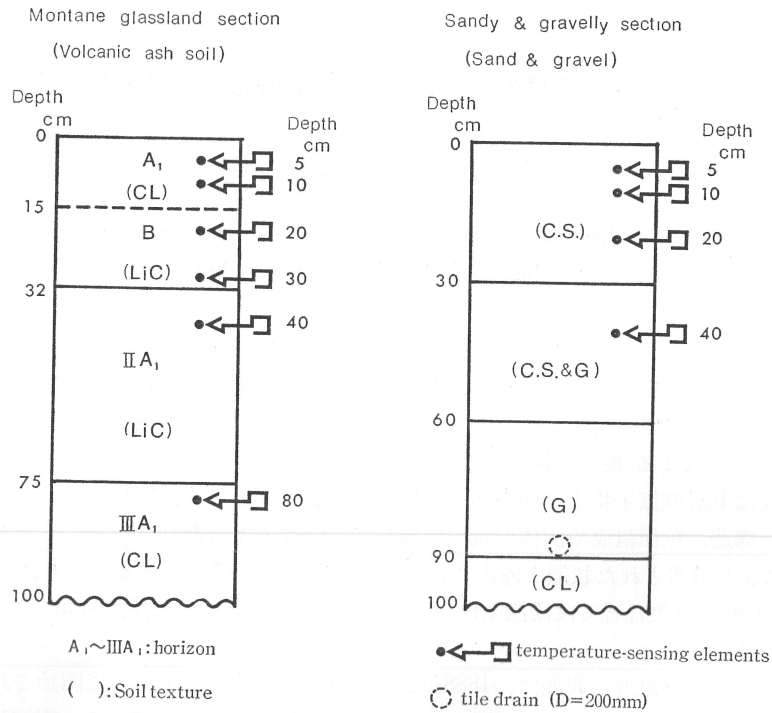 Montane glassland section
(Volcanic ash soil)
Depth
cm
Depth
cm
0
A₁
5
(CL)
10
15
B
20
(LiC)
30
32
40
ⅡA₁
(LiC)
75
80
ⅢA₁
(CL)
100
A₁~ⅢA₁:horizon
( ):Soil texture
Sandy & gravelly section
(Sand & gravel)
Depth
cm
Depth
cm
0
5
10
(C.S.)
20
30
40
(C.S.&G)
60
(G)
90
(CL)
100
temperature-sensing elements
tile drain (D=200mm)